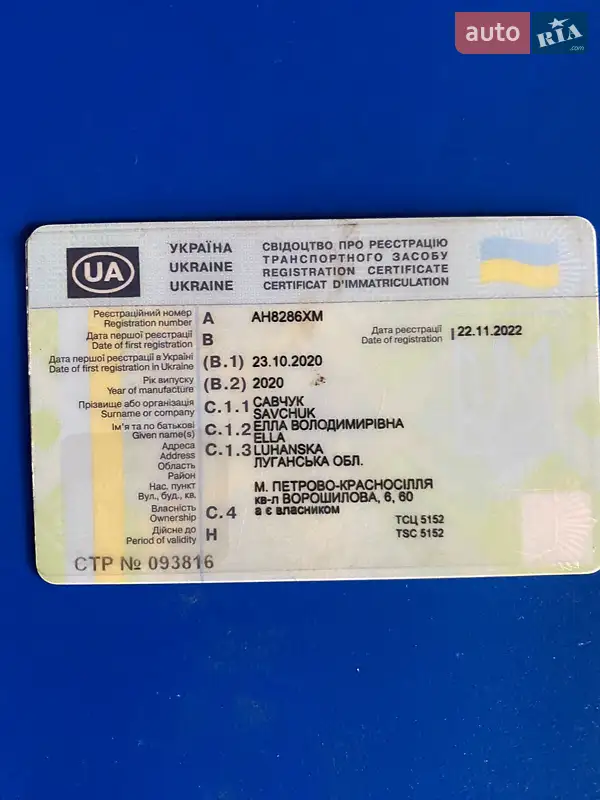 auto RIA .com
UA
УКРАЇНА
UKRAINE
UKRAINE
СВІДОЦТВО ПРО РЕЄСТРАЦІЮ
ТРАНСПОРТНОГО ЗАСОБУ
REGISTRATION CERTIFICATE
CERTIFICAT D'IMMATRICULATION
Реєстраційний номер
Registration number A АН8286ХМ
Дата першої реєстрації
Date of first registration B
Дата реєстрації
Date of registration I 22.11.2022
Дата першої реєстрації в Україні
Date of first registration in Ukraine (B.1) 23.10.2020
Рік випуску
Year of manufacture (B.2) 2020
Прізвище або організація
Surname or company C.1.1 САВЧУК
SAVCHUK
Ім'я та по батькові
Given name(s) C.1.2 ЕЛЛА ВОЛОДИМИРІВНА
ELLA
Адреса
Address C.1.3 LUHANSKA
Область ЛУГАНСЬКА ОБЛ.
Район
Нас. пункт М. ПЕТРОВО-КРАСНОСІЛЛЯ
Вул., буд., кв. кв-л ВОРОШИЛОВА, 6, 60
Власність
Ownership C.4 а є власником
Дійсне до
Period of validity H
ТСЦ 5152
TSC 5152
СТР № 093816